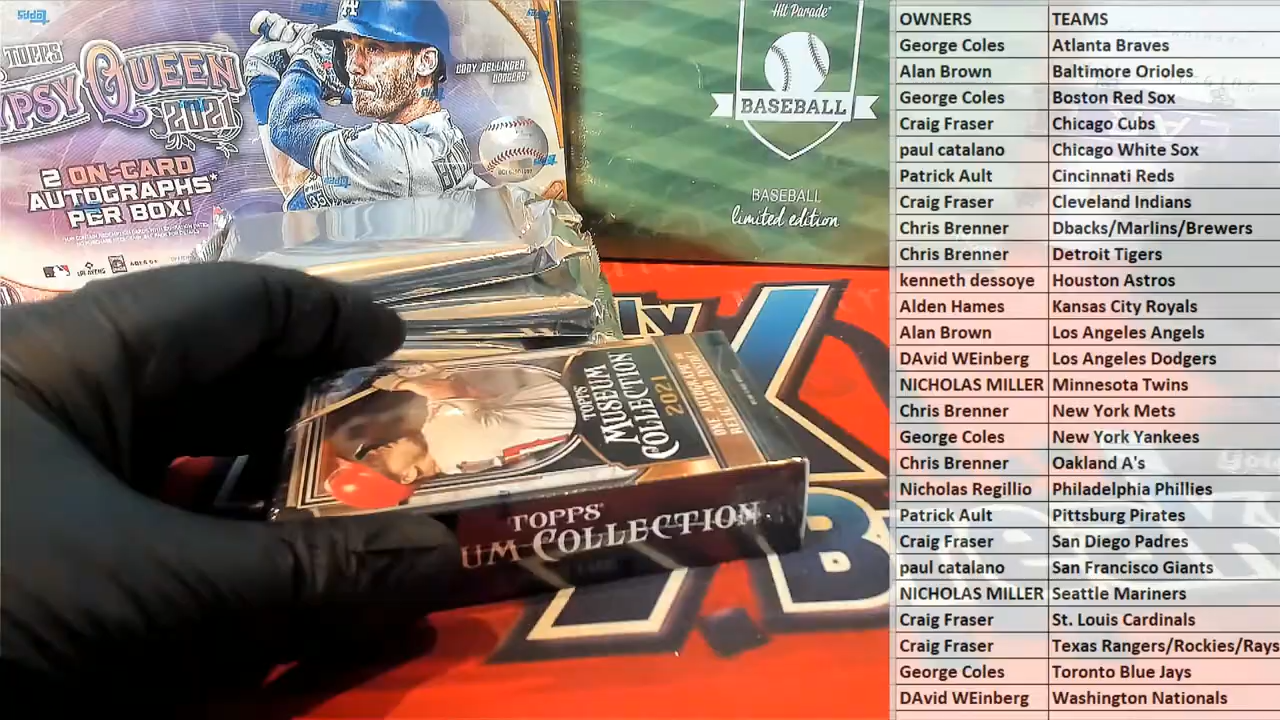 topps
TOPPS
GYPSY QUEEN
2021
2 ON-CARD
AUTOGRAPHS*
PER BOX!
CODY BELLINGER
DODGERS
Hit Parade
BASEBALL
BASEBALL
limited edition
TOPPS
MUSEUM
COLLECTION
2021
ONE AUTOGRAPH
RELIC CARD INSIDE!
TOPPS
UM COLLECTION
ly
OWNERS TEAMS
George Coles Atlanta Braves
Alan Brown Baltimore Orioles
George Coles Boston Red Sox
Craig Fraser Chicago Cubs
paul catalano Chicago White Sox
Patrick Ault Cincinnati Reds
Craig Fraser Cleveland Indians
Chris Brenner Dbacks/Marlins/Brewers
Chris Brenner Detroit Tigers
kenneth dessoye Houston Astros
Alden Hames Kansas City Royals
Alan Brown Los Angeles Angels
DAvid WEinberg Los Angeles Dodgers
NICHOLAS MILLER Minnesota Twins
Chris Brenner New York Mets
George Coles New York Yankees
Chris Brenner Oakland A's
Nicholas Regillio Philadelphia Phillies
Patrick Ault Pittsburg Pirates
Craig Fraser San Diego Padres
paul catalano San Francisco Giants
NICHOLAS MILLER Seattle Mariners
Craig Fraser St. Louis Cardinals
Craig Fraser Texas Rangers/Rockies/Rays
George Coles Toronto Blue Jays
DAvid WEinberg Washington Nationals